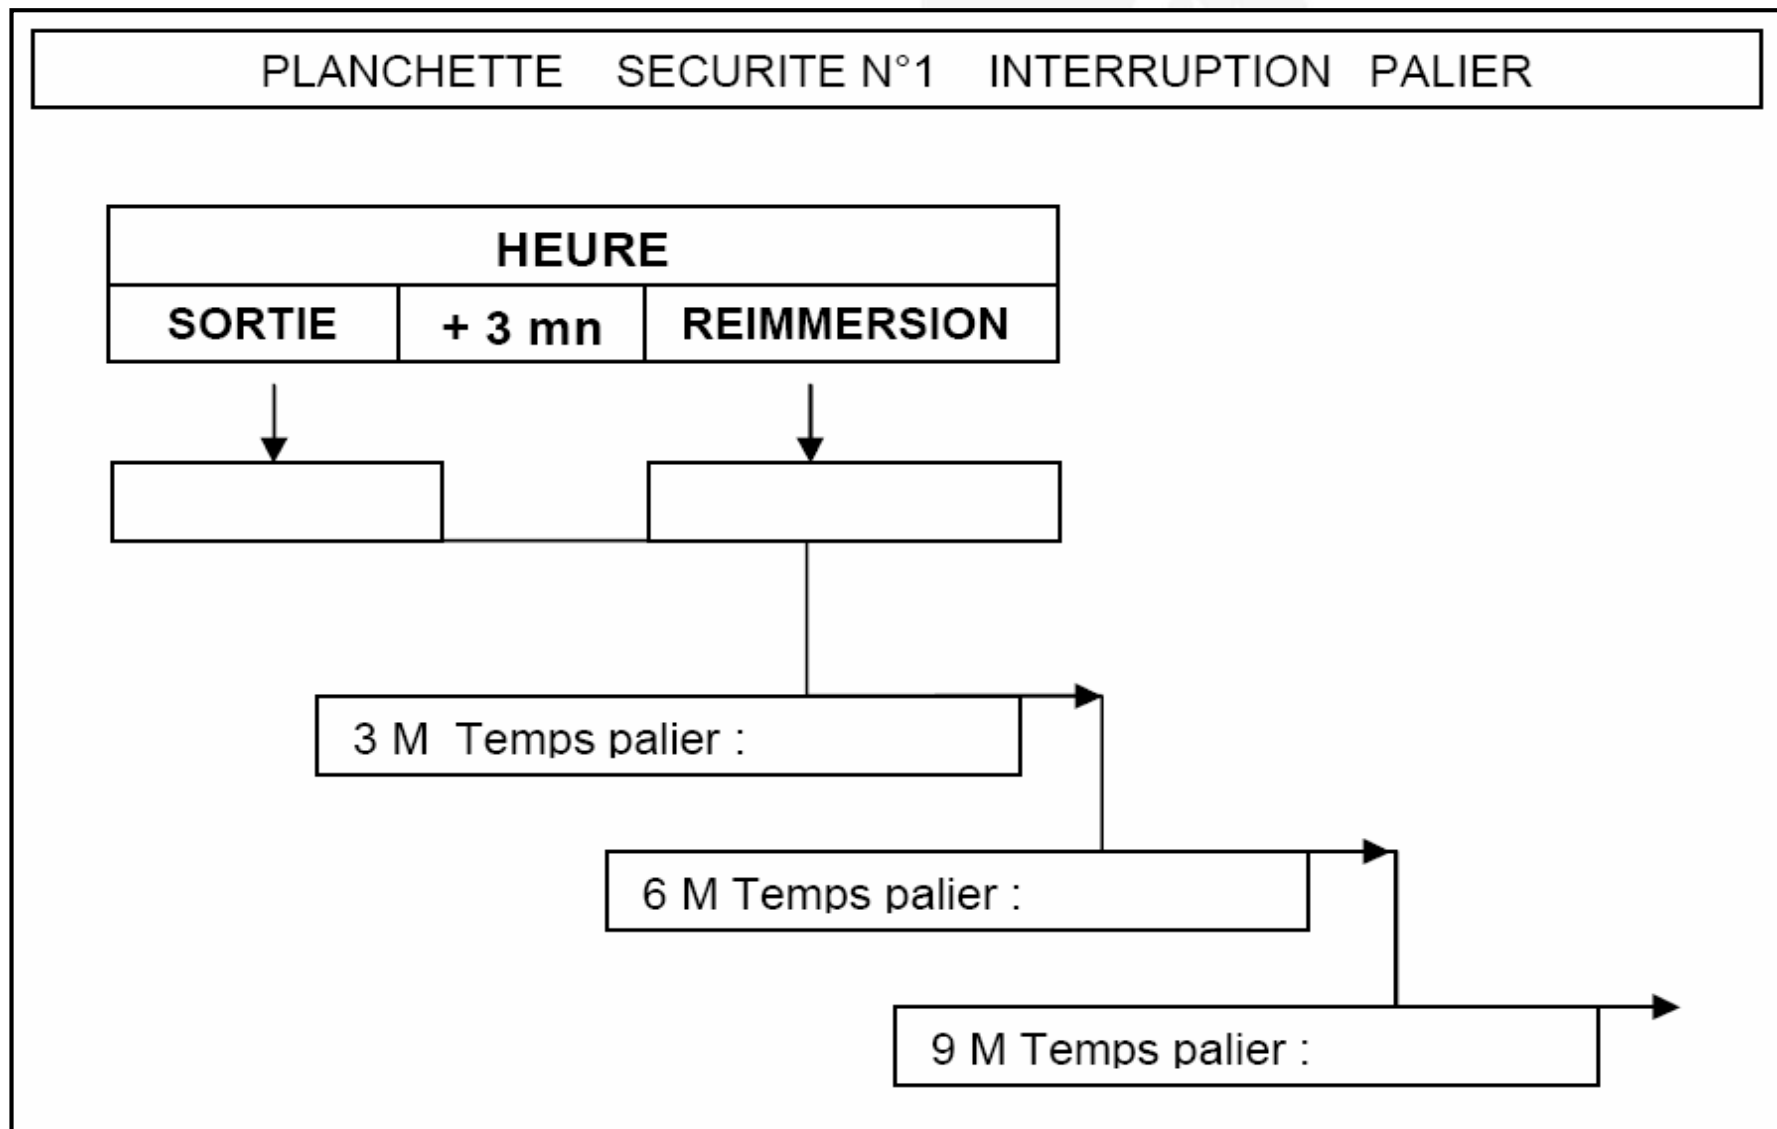 PLANCHETTE SECURITE N°1 INTERRUPTION PALIER
HEURE
SORTIE + 3 mn REIMMERSION
3 M Temps palier :
6 M Temps palier :
9 M Temps palier :